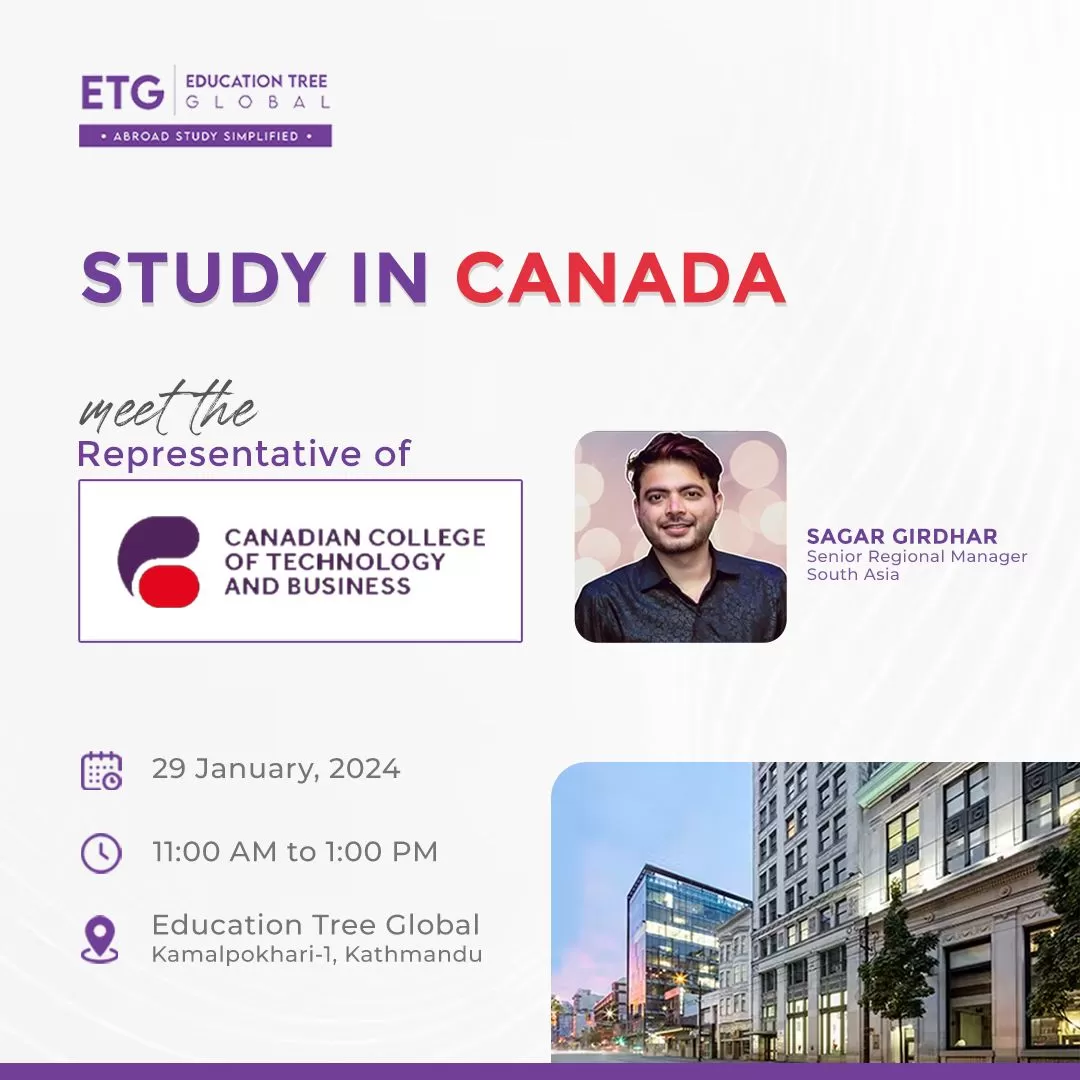 ETG
EDUCATION TREE
GLOBAL
• ABROAD STUDY SIMPLIFIED •
STUDY IN CANADA
meet the
Representative of
CANADIAN COLLEGE
OF TECHNOLOGY
AND BUSINESS
SAGAR GIRDHAR
Senior Regional Manager
South Asia
29 January, 2024
11:00 AM to 1:00 PM
Education Tree Global
Kamalpokhari-1, Kathmandu